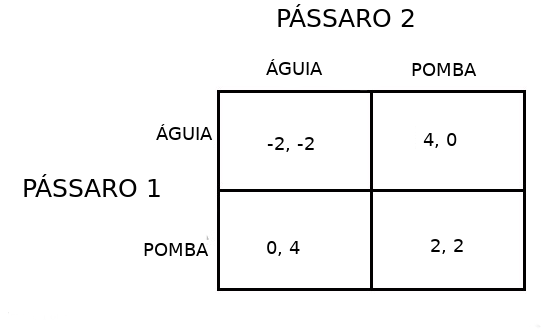 PÁSSARO 2
ÁGUIA POMBA
ÁGUIA -2, -2 4, 0
PÁSSARO 1
POMBA 0, 4 2, 2